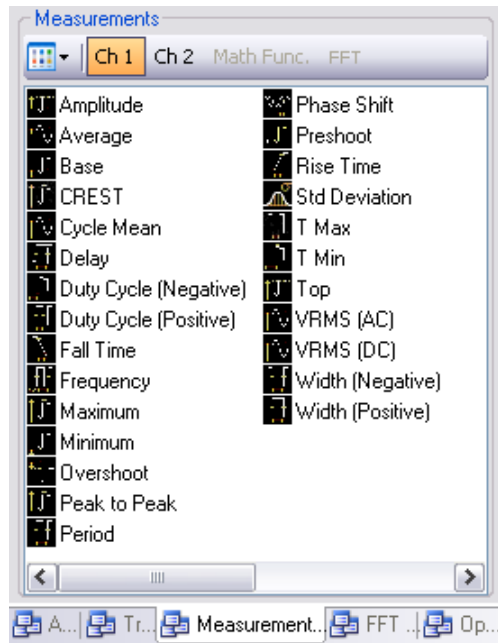 Measurements
Ch 1 Ch 2 Math Func. FFT
Amplitude
Average
Base
CREST
Cycle Mean
Delay
Duty Cycle (Negative)
Duty Cycle (Positive)
Fall Time
Frequency
Maximum
Minimum
Overshoot
Peak to Peak
Period
Phase Shift
Preshoot
Rise Time
Std Deviation
T Max
T Min
Top
VRMS (AC)
VRMS (DC)
Width (Negative)
Width (Positive)
A... Tr... Measurement... FFT ... Op...